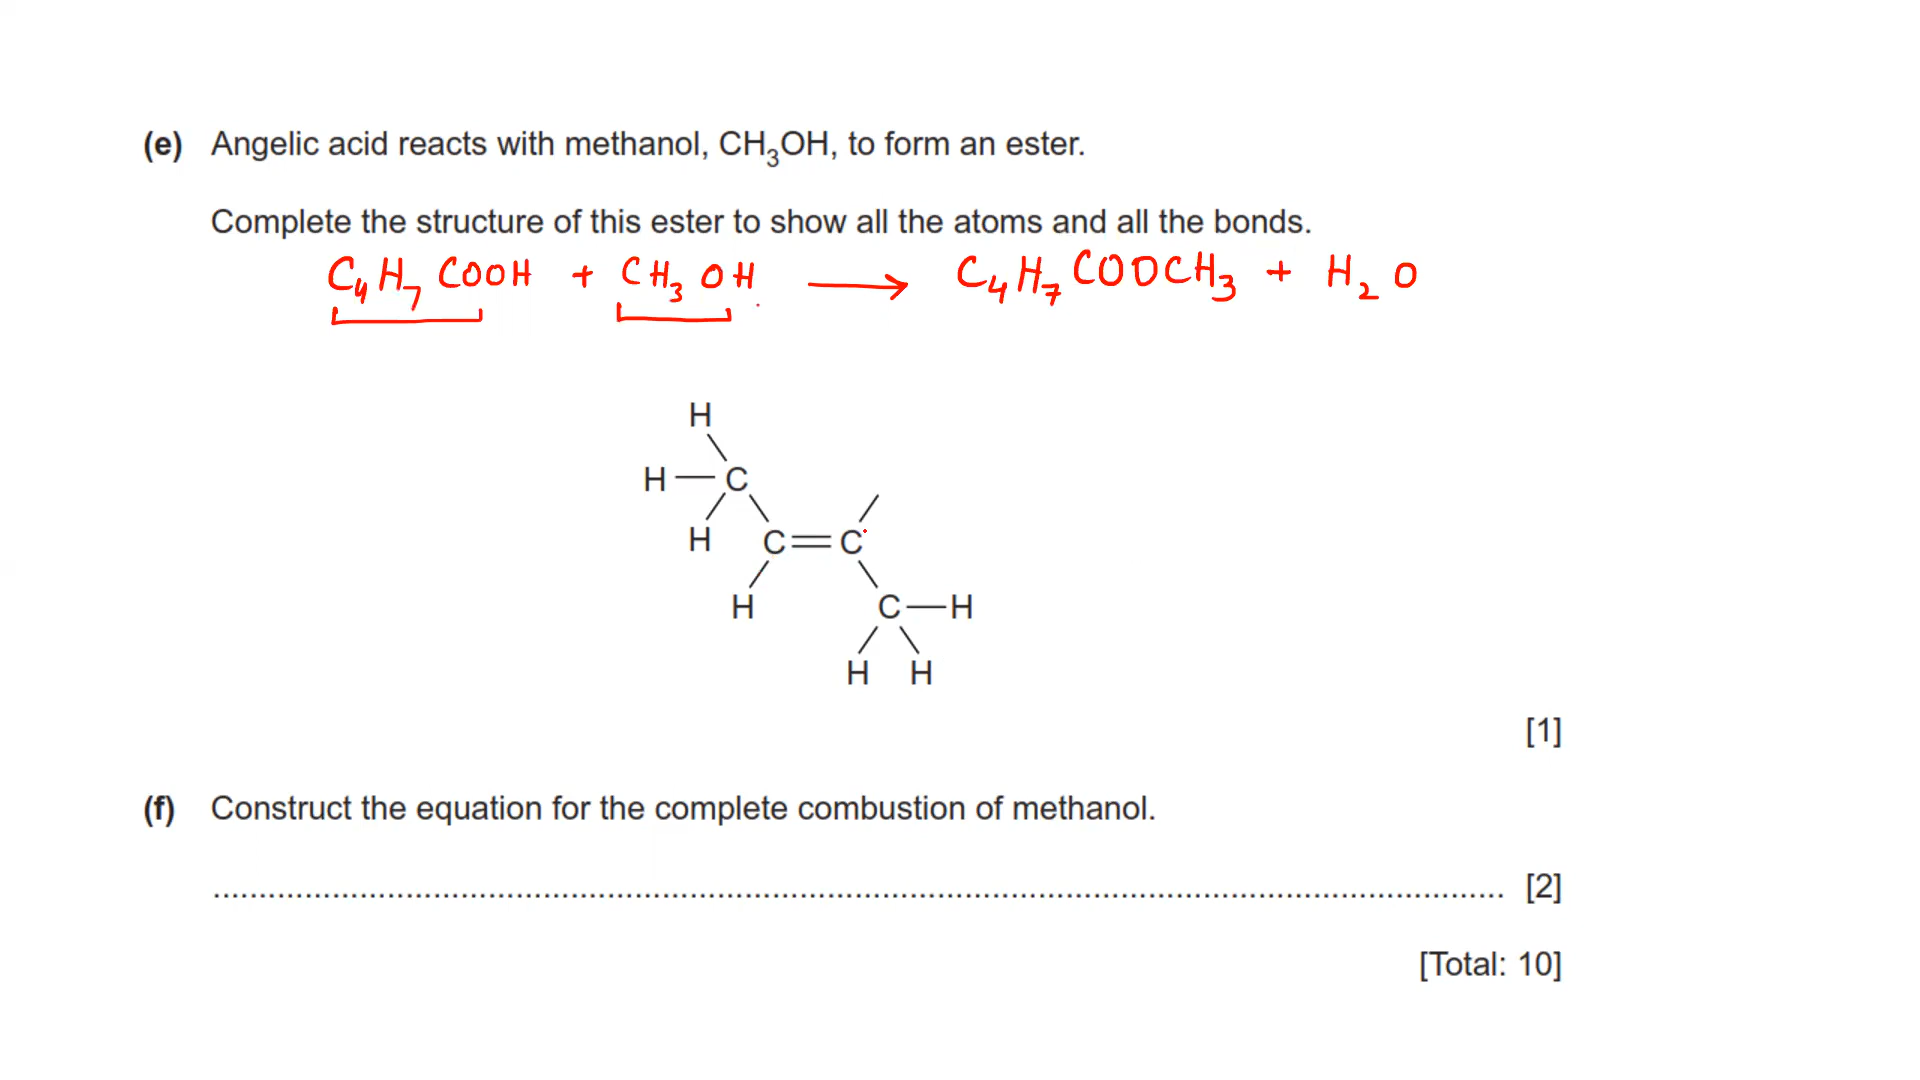 (e) Angelic acid reacts with methanol, CH₃OH, to form an ester.
Complete the structure of this ester to show all the atoms and all the bonds.
C₄H₇COOH + CH₃OH ⟶ C₄H₇COOCH₃ + H₂O
H
H—C
H C=C
H C—H
H H
[1]
(f) Construct the equation for the complete combustion of methanol.
[2]
[Total: 10]